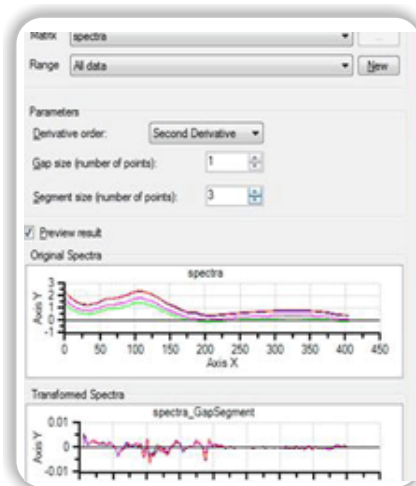 Matrix spectra ...
Range All data New
Parameters
Derivative order: Second Derivative
Gap size (number of points): 1
Segment size (number of points): 3
Preview result
Original Spectra
spectra
Axis Y
3
2
1
0
-1
0 50 100 150 200 250 300 350 400 450
Axis X
Transformed Spectra
spectra_GapSegment
Axis Y
0.01
0
-0.01